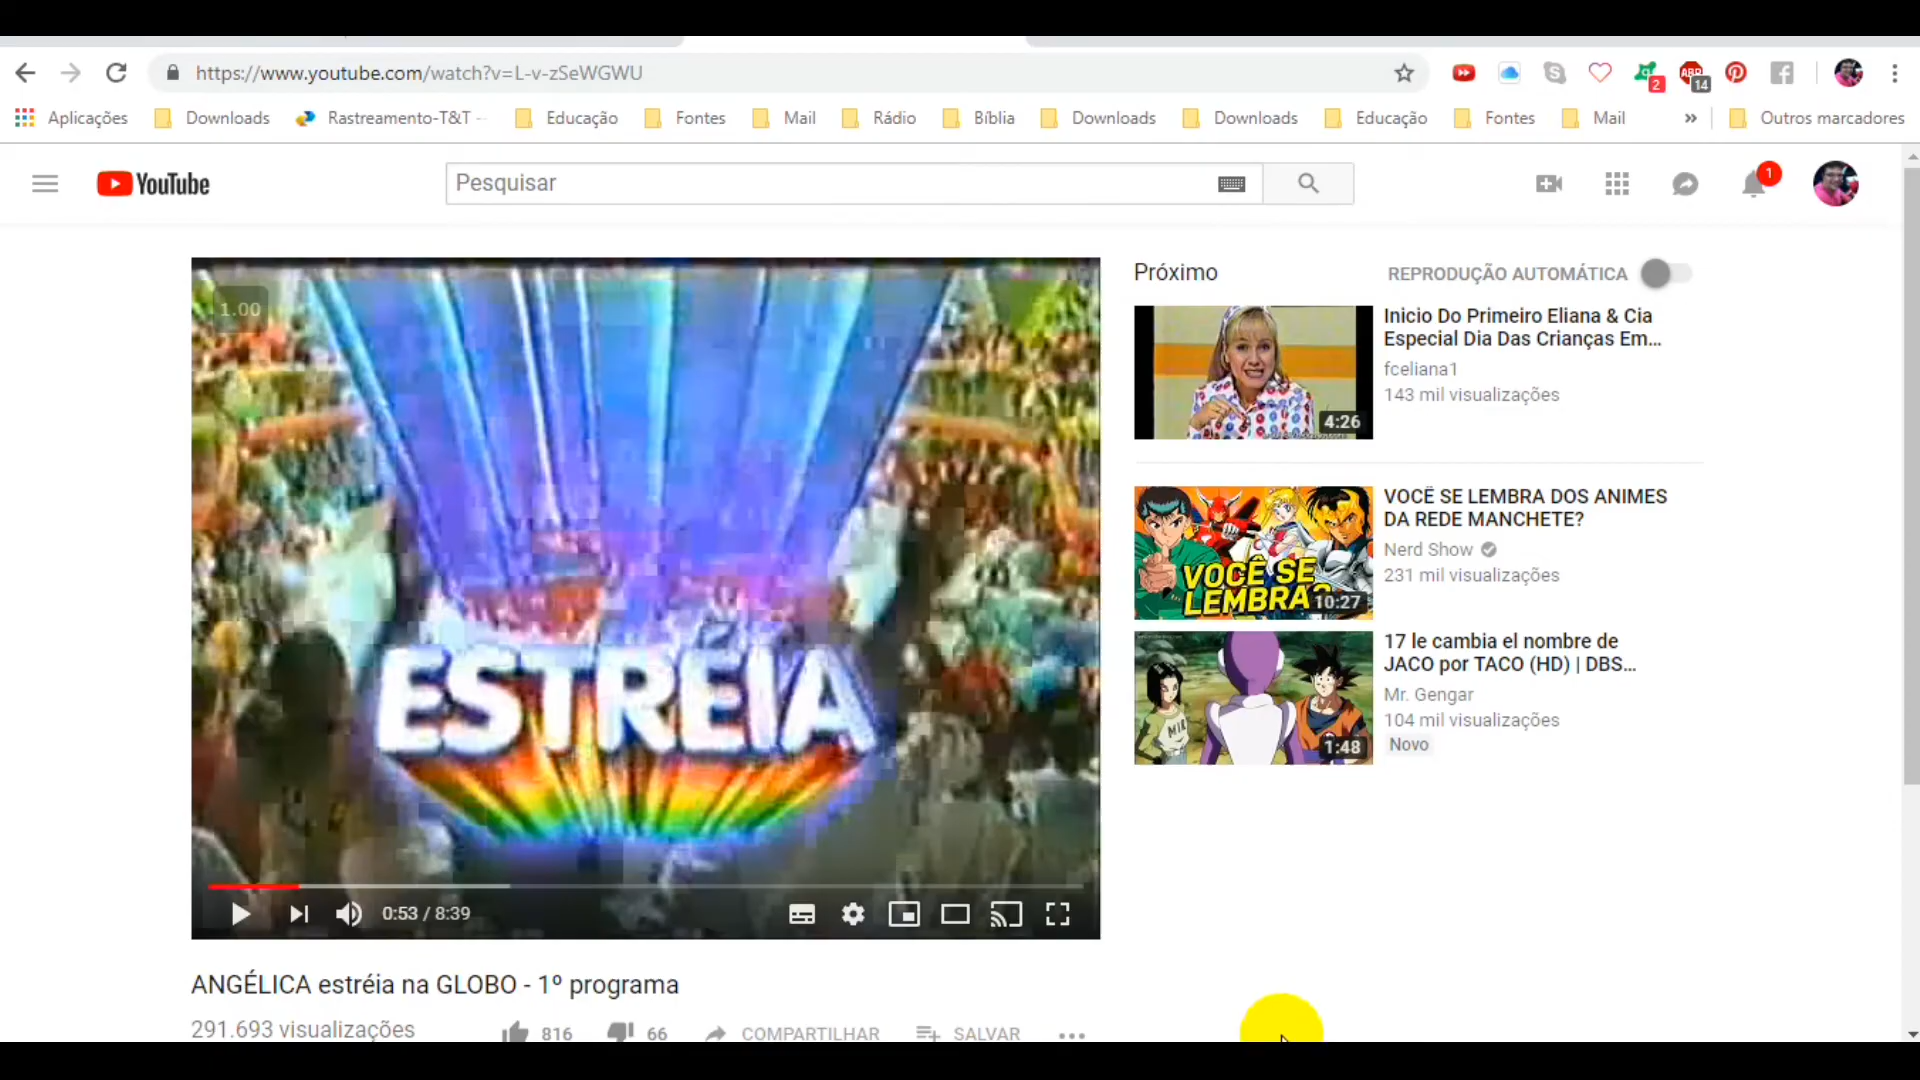 https://www.youtube.com/watch?v=L-v-zSeWGWU
2
ABP
14
Aplicações
Downloads
Rastreamento-T&T -
Educação
Fontes
Mail
Rádio
Bíblia
Downloads
Downloads
Educação
Fontes
Mail
»
Outros marcadores
YouTube
Pesquisar
1
1.00
ESTRÉIA
0:53 / 8:39
ANGÉLICA estréia na GLOBO - 1º programa
291.693 visualizações
816
66
COMPARTILHAR
SALVAR
Próximo
REPRODUÇÃO AUTOMÁTICA
4:26
Inicio Do Primeiro Eliana & Cia
Especial Dia Das Crianças Em...
fceliana1
143 mil visualizações
VOCÊ SE
LEMBRA?
10:27
VOCÊ SE LEMBRA DOS ANIMES
DA REDE MANCHETE?
Nerd Show
231 mil visualizações
MIR
1:48
17 le cambia el nombre de
JACO por TACO (HD) | DBS...
Mr. Gengar
104 mil visualizações
Novo